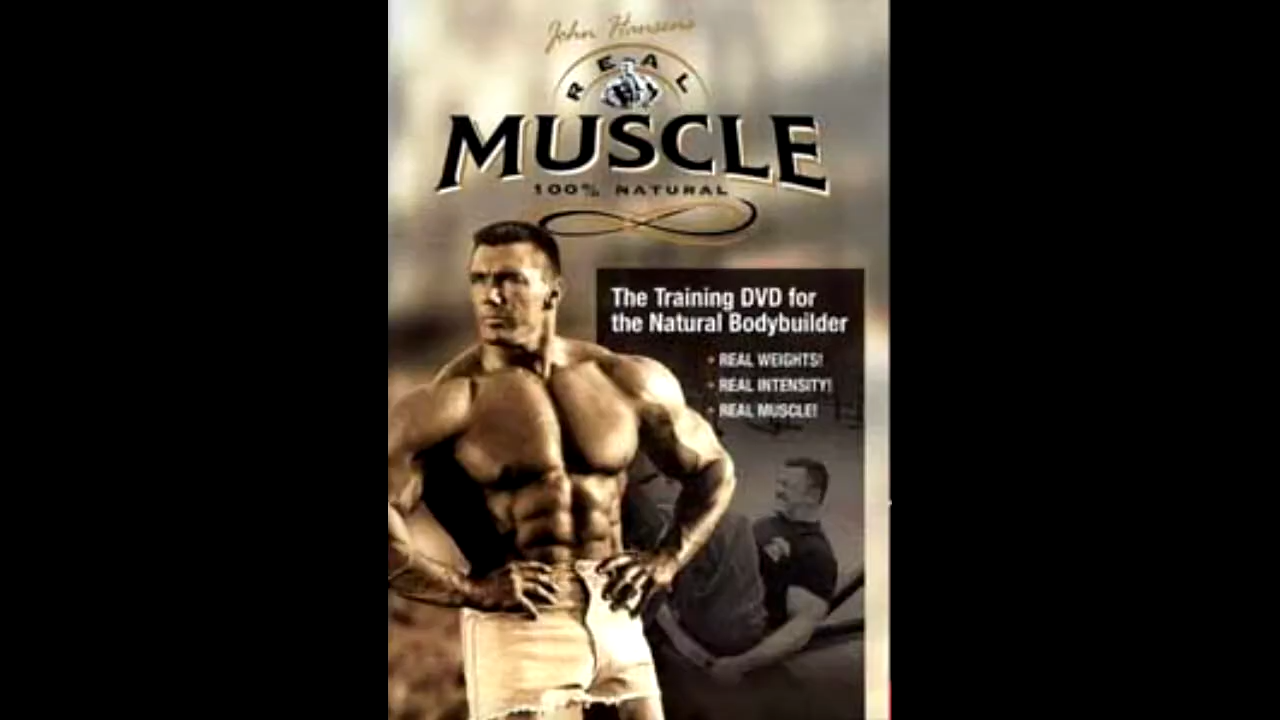 John Hansen's
REAL
MUSCLE
100% NATURAL
The Training DVD for
the Natural Bodybuilder
• REAL WEIGHTS!
• REAL INTENSITY!
• REAL MUSCLE!